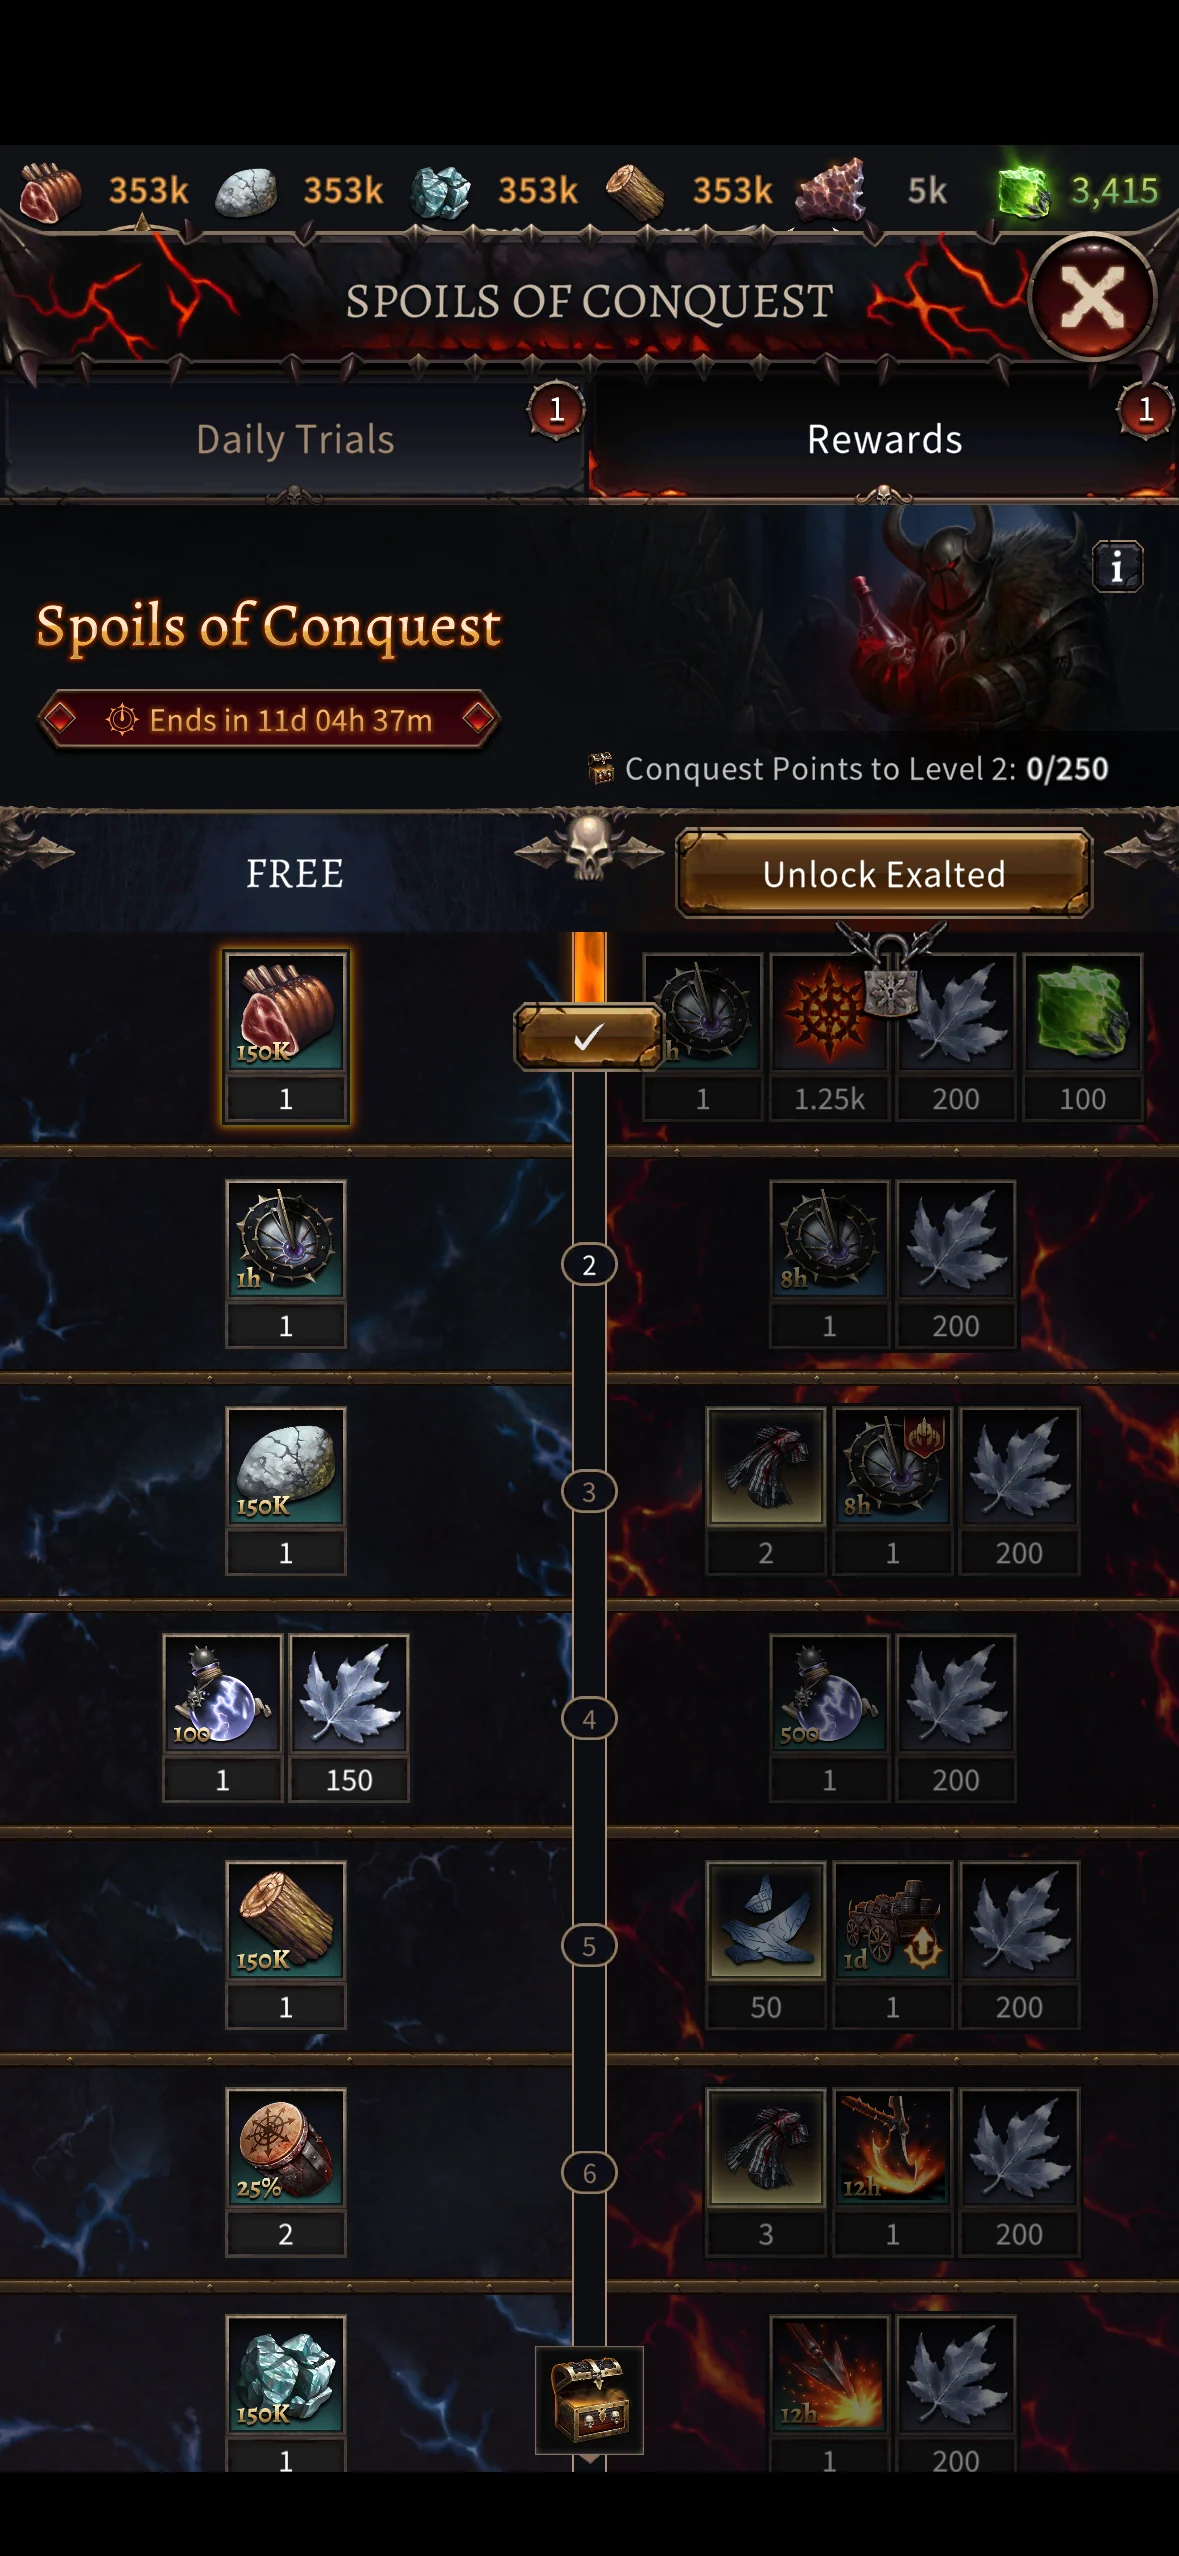 353k 353k 353k 353k 5k 3,415
SPOILS OF CONQUEST
Daily Trials 1 Rewards 1
i
Spoils of Conquest
Ends in 11d 04h 37m
Conquest Points to Level 2: 0/250
FREE Unlock Exalted
150K h
1 1 1.25k 200 100
1h 2 8h
1 1 200
150K 3 8h
1 2 1 200
100 4 500
1 150 1 200
150K 5 1d
1 50 1 200
25% 6 12h
2 3 1 200
150K 12h
1 1 200